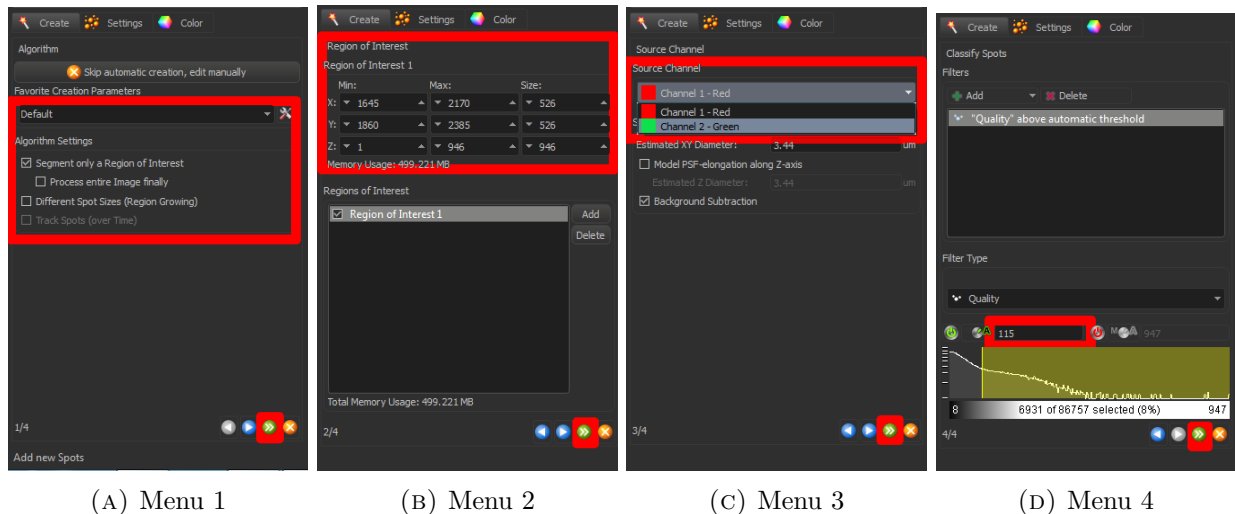 Create Settings Color
Algorithm
Skip automatic creation, edit manually
Favorite Creation Parameters
Default
Algorithm Settings
Segment only a Region of Interest
Process entire Image finally
Different Spot Sizes (Region Growing)
Track Spots (over Time)
1/4
Add new Spots
(A) Menu 1
Create Settings Color
Region of Interest
Region of Interest 1
Min: Max: Size:
X: 1645 2170 526
Y: 1860 2385 526
Z: 1 946 946
Memory Usage: 499.221 MB
Regions of Interest
Region of Interest 1
Add
Delete
Total Memory Usage: 499.221 MB
2/4
(B) Menu 2
Create Settings Color
Source Channel
Source Channel
Channel 1 - Red
Channel 1 - Red
Channel 2 - Green
Estimated XY Diameter: 3.44 um
Model PSF-elongation along Z-axis
Estimated Z Diameter: 3.44 um
Background Subtraction
3/4
(C) Menu 3
Create Settings Color
Classify Spots
Filters
Add Delete
"Quality" above automatic threshold
Filter Type
Quality
A 115 M A 947
8 6931 of 86757 selected (8%) 947
4/4
(D) Menu 4